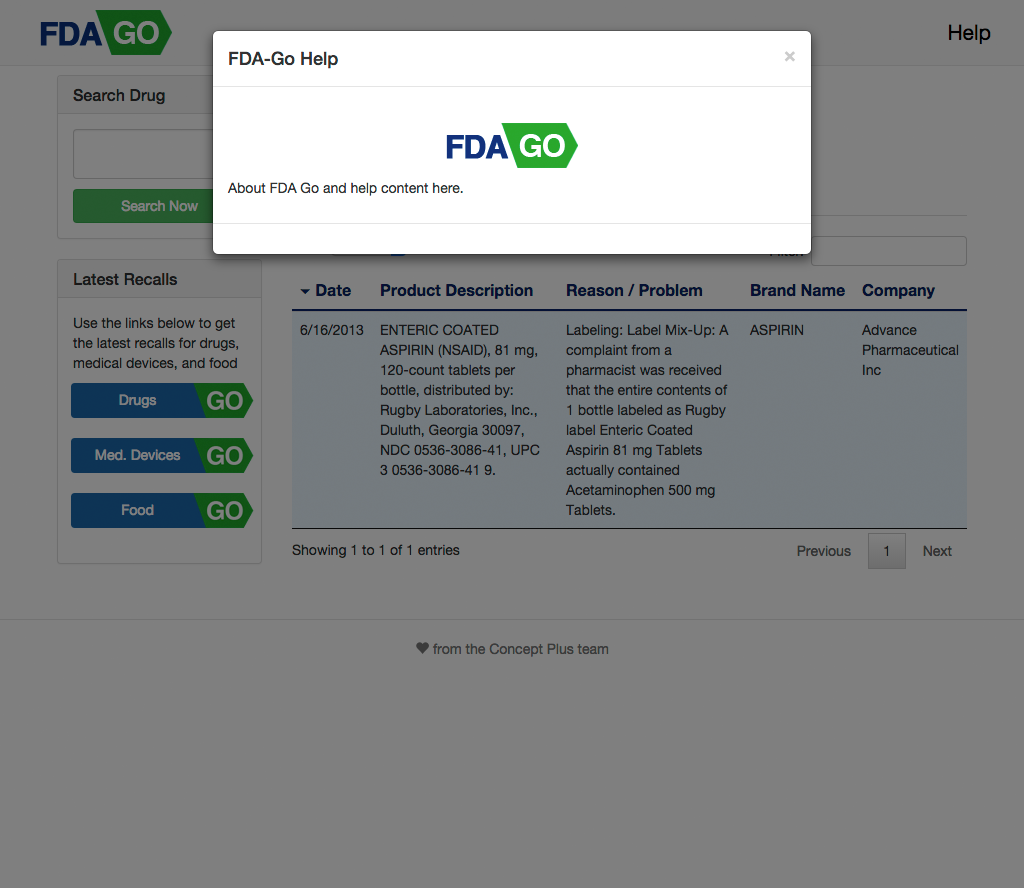 FDA GO
Help
FDA-Go Help
×
FDA GO
About FDA Go and help content here.
Search Drug
Search Now
Latest Recalls
Use the links below to get
the latest recalls for drugs,
medical devices, and food
Drugs GO
Med. Devices GO
Food GO
Date Product Description Reason / Problem Brand Name Company
6/16/2013 ENTERIC COATED Labeling: Label Mix-Up: A ASPIRIN Advance
ASPIRIN (NSAID), 81 mg, complaint from a Pharmaceutical
120-count tablets per pharmacist was received Inc
bottle, distributed by: that the entire contents of
Rugby Laboratories, Inc., 1 bottle labeled as Rugby
Duluth, Georgia 30097, label Enteric Coated
NDC 0536-3086-41, UPC Aspirin 81 mg Tablets
3 0536-3086-41 9. actually contained
Acetaminophen 500 mg
Tablets.
Showing 1 to 1 of 1 entries
Previous 1 Next
♥ from the Concept Plus team